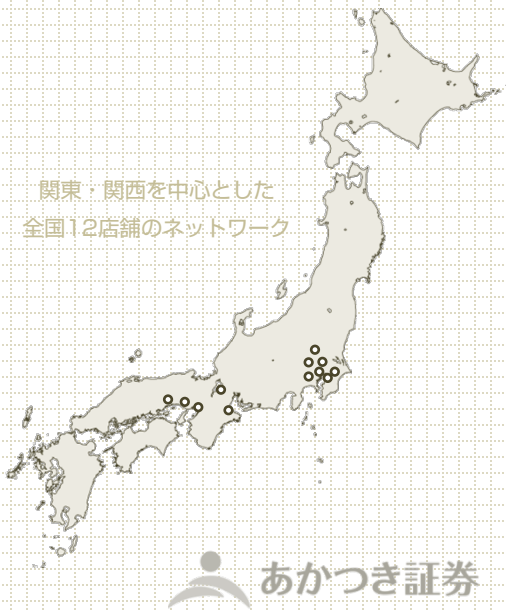 関東・関西を中心とした
全国12店舗のネットワーク
あかつき証券